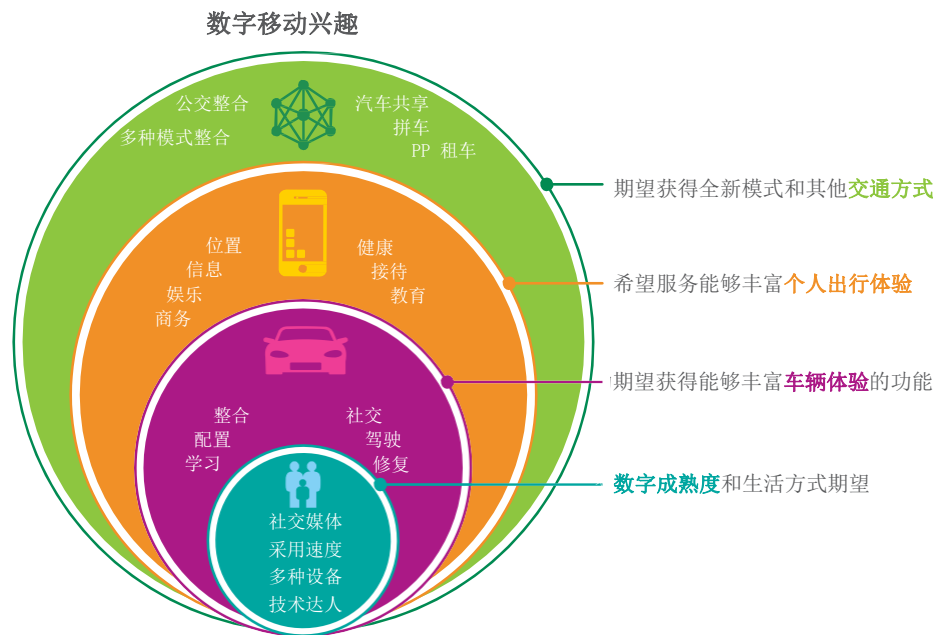 数字移动兴趣
公交整合
多种模式整合
汽车共享
拼车
PP 租车
期望获得全新模式和其他交通方式
位置
信息
娱乐
商务
健康
接待
教育
希望服务能够丰富个人出行体验
整合
配置
学习
社交
驾驶
修复
期望获得能够丰富车辆体验的功能
社交媒体
采用速度
多种设备
技术达人
数字成熟度和生活方式期望